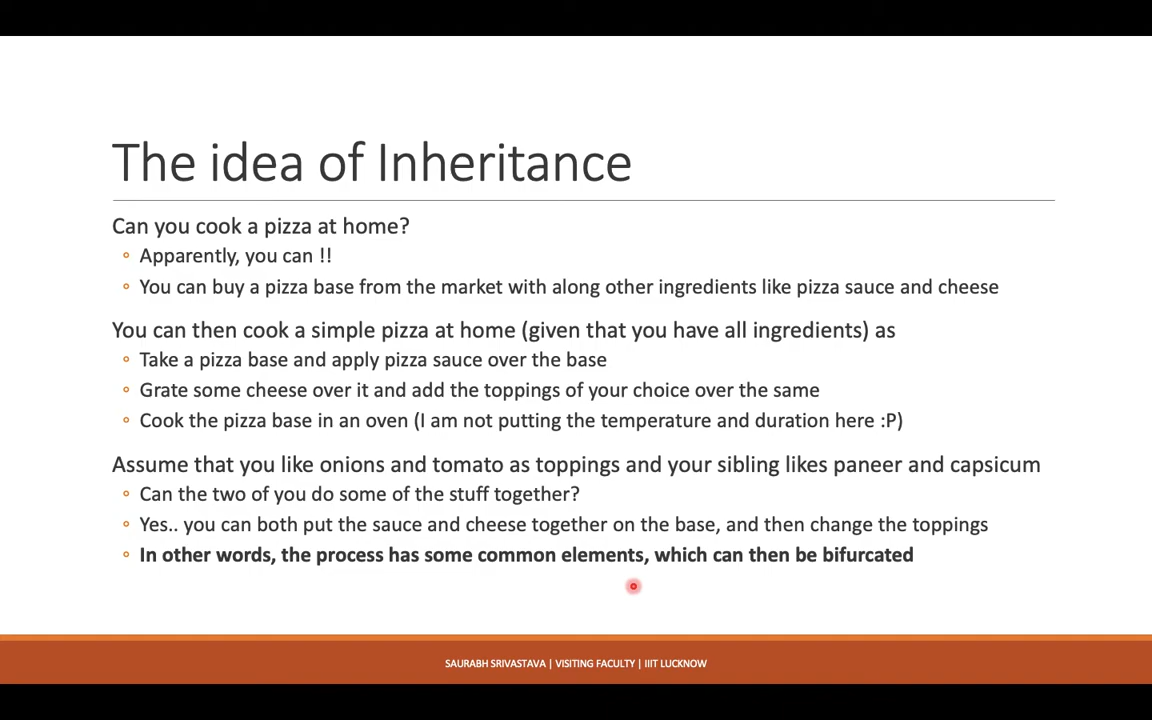 The idea of Inheritance
Can you cook a pizza at home?
Apparently, you can !!
You can buy a pizza base from the market with along other ingredients like pizza sauce and cheese
You can then cook a simple pizza at home (given that you have all ingredients) as
Take a pizza base and apply pizza sauce over the base
Grate some cheese over it and add the toppings of your choice over the same
Cook the pizza base in an oven (I am not putting the temperature and duration here :P)
Assume that you like onions and tomato as toppings and your sibling likes paneer and capsicum
Can the two of you do some of the stuff together?
Yes.. you can both put the sauce and cheese together on the base, and then change the toppings
In other words, the process has some common elements, which can then be bifurcated
SAURABH SRIVASTAVA | VISITING FACULTY | IIIT LUCKNOW